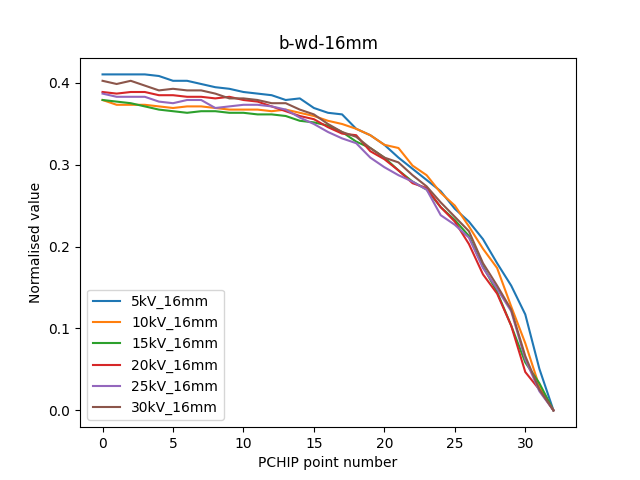 b-wd-16mm
Normalised value
0.4
0.3
0.2
0.1
0.0
5kV_16mm
10kV_16mm
15kV_16mm
20kV_16mm
25kV_16mm
30kV_16mm
0 5 10 15 20 25 30
PCHIP point number